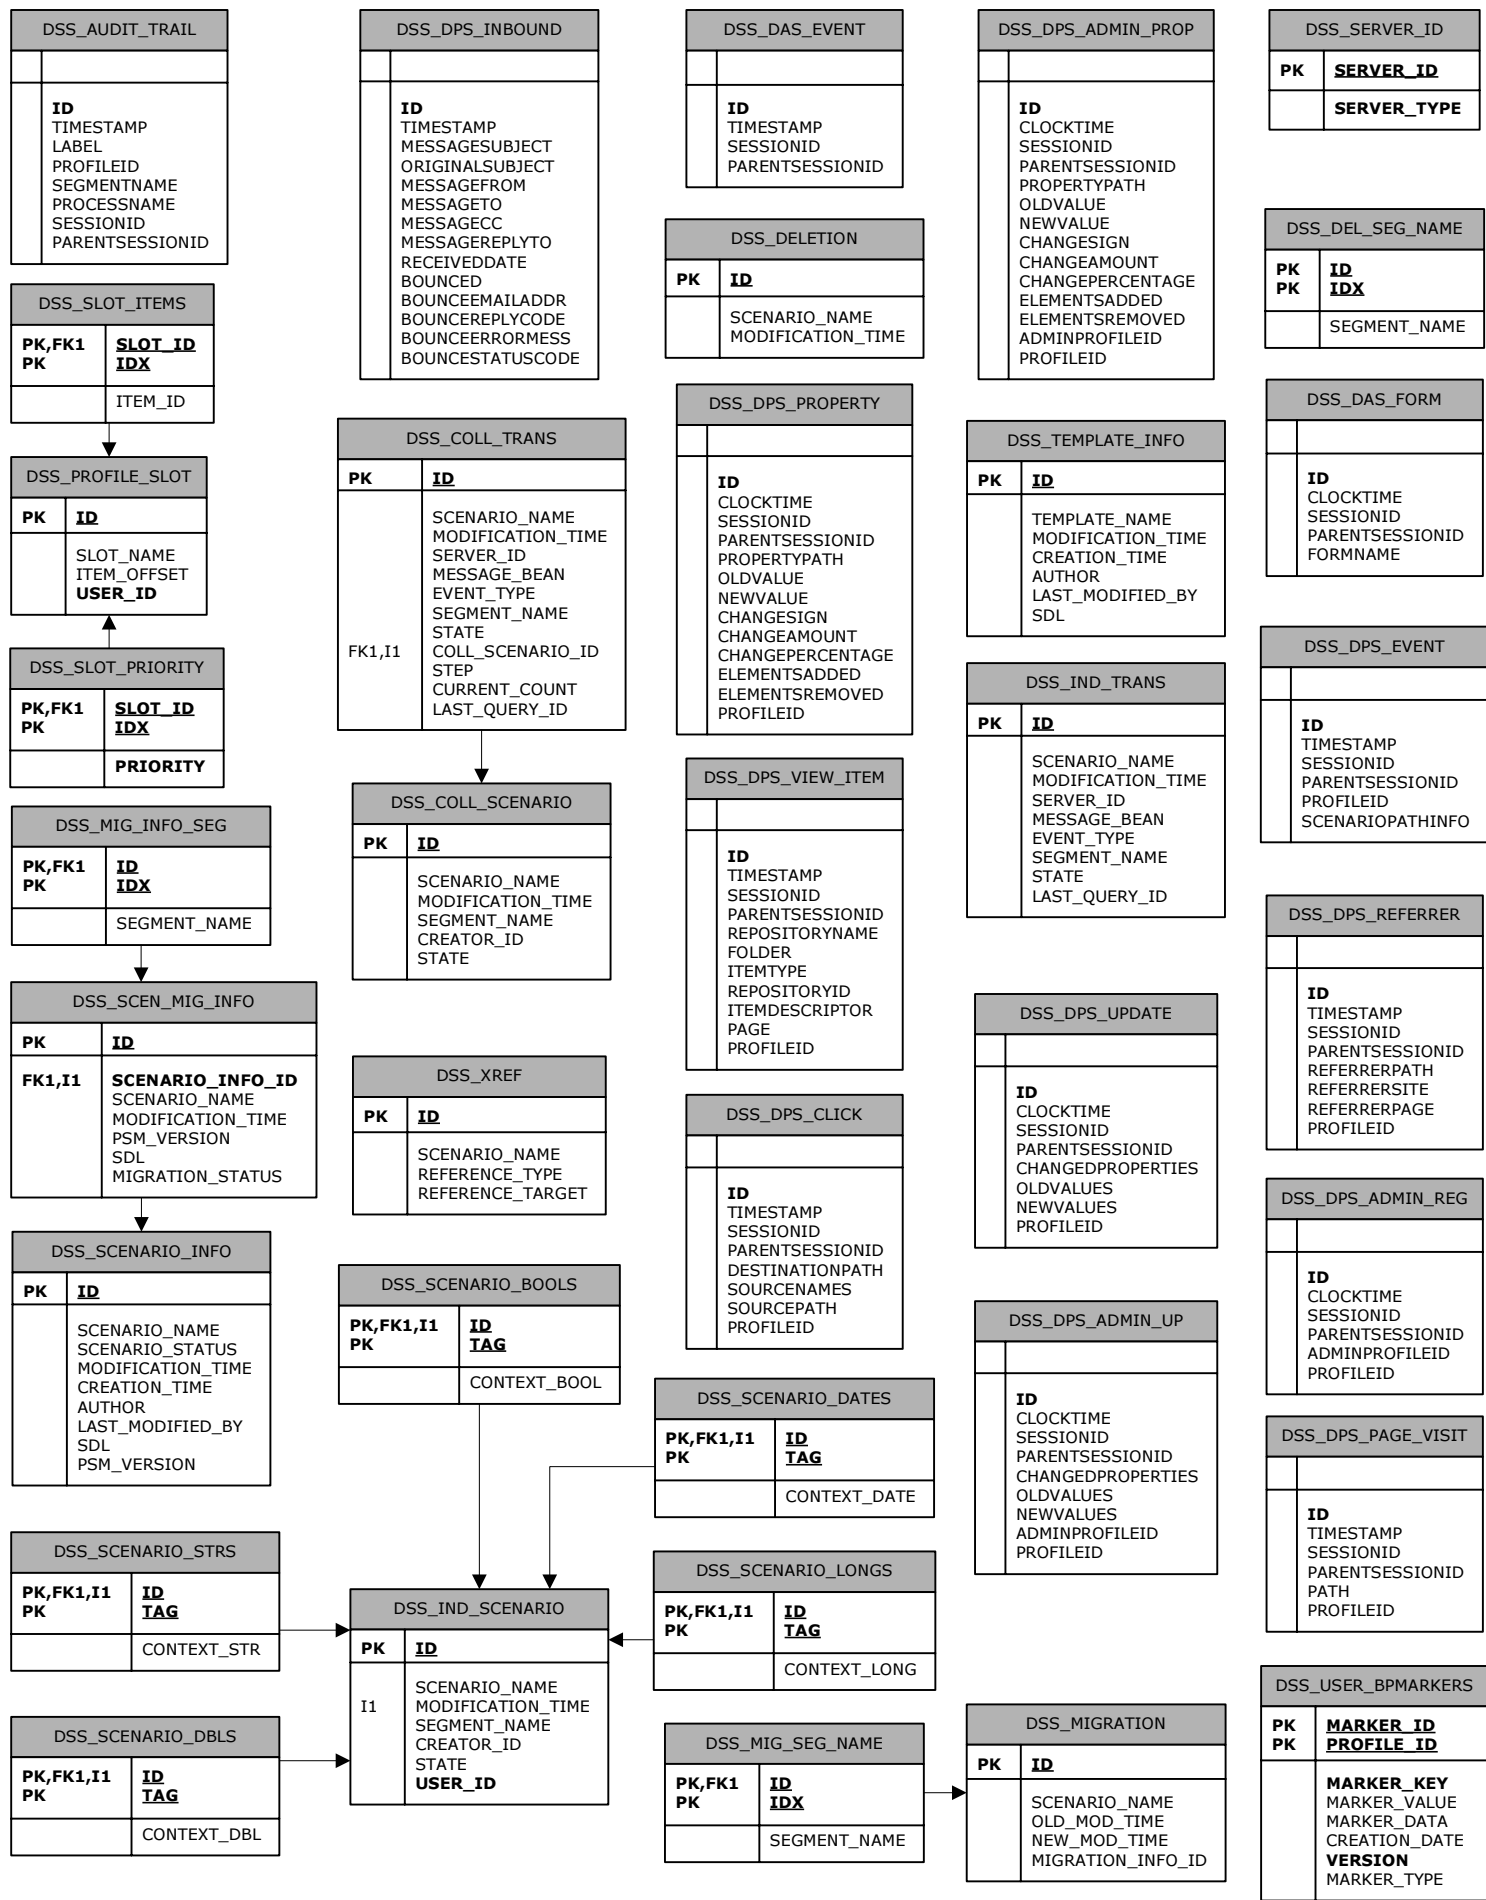 DSS_AUDIT_TRAIL
ID
TIMESTAMP
LABEL
PROFILEID
SEGMENTNAME
PROCESSNAME
SESSIONID
PARENTSESSIONID
DSS_SLOT_ITEMS
PK,FK1 SLOT_ID
PK IDX
ITEM_ID
DSS_PROFILE_SLOT
PK ID
SLOT_NAME
ITEM_OFFSET
USER_ID
DSS_SLOT_PRIORITY
PK,FK1 SLOT_ID
PK IDX
PRIORITY
DSS_MIG_INFO_SEG
PK,FK1 ID
PK IDX
SEGMENT_NAME
DSS_SCEN_MIG_INFO
PK ID
FK1,I1 SCENARIO_INFO_ID
SCENARIO_NAME
MODIFICATION_TIME
PSM_VERSION
SDL
MIGRATION_STATUS
DSS_SCENARIO_INFO
PK ID
SCENARIO_NAME
SCENARIO_STATUS
MODIFICATION_TIME
CREATION_TIME
AUTHOR
LAST_MODIFIED_BY
SDL
PSM_VERSION
DSS_SCENARIO_STRS
PK,FK1,I1 ID
PK TAG
CONTEXT_STR
DSS_SCENARIO_DBLS
PK,FK1,I1 ID
PK TAG
CONTEXT_DBL
DSS_DPS_INBOUND
ID
TIMESTAMP
MESSAGESUBJECT
ORIGINALSUBJECT
MESSAGEFROM
MESSAGETO
MESSAGECC
MESSAGEREPLYTO
RECEIVEDDATE
BOUNCED
BOUNCEEMAILADDR
BOUNCEREPLYCODE
BOUNCEERRORMESS
BOUNCESTATUSCODE
DSS_COLL_TRANS
PK ID
SCENARIO_NAME
MODIFICATION_TIME
SERVER_ID
MESSAGE_BEAN
EVENT_TYPE
SEGMENT_NAME
STATE
FK1,I1 COLL_SCENARIO_ID
STEP
CURRENT_COUNT
LAST_QUERY_ID
DSS_COLL_SCENARIO
PK ID
SCENARIO_NAME
MODIFICATION_TIME
SEGMENT_NAME
CREATOR_ID
STATE
DSS_XREF
PK ID
SCENARIO_NAME
REFERENCE_TYPE
REFERENCE_TARGET
DSS_SCENARIO_BOOLS
PK,FK1,I1 ID
PK TAG
CONTEXT_BOOL
DSS_IND_SCENARIO
PK ID
SCENARIO_NAME
I1 MODIFICATION_TIME
SEGMENT_NAME
CREATOR_ID
STATE
USER_ID
DSS_DAS_EVENT
ID
TIMESTAMP
SESSIONID
PARENTSESSIONID
DSS_DELETION
PK ID
SCENARIO_NAME
MODIFICATION_TIME
DSS_DPS_PROPERTY
ID
CLOCKTIME
SESSIONID
PARENTSESSIONID
PROPERTYPATH
OLDVALUE
NEWVALUE
CHANGESIGN
CHANGEAMOUNT
CHANGEPERCENTAGE
ELEMENTSADDED
ELEMENTSREMOVED
PROFILEID
DSS_DPS_VIEW_ITEM
ID
TIMESTAMP
SESSIONID
PARENTSESSIONID
REPOSITORYNAME
FOLDER
ITEMTYPE
REPOSITORYID
ITEMDESCRIPTOR
PAGE
PROFILEID
DSS_DPS_CLICK
ID
TIMESTAMP
SESSIONID
PARENTSESSIONID
DESTINATIONPATH
SOURCENAMES
SOURCEPATH
PROFILEID
DSS_SCENARIO_DATES
PK,FK1,I1 ID
PK TAG
CONTEXT_DATE
DSS_SCENARIO_LONGS
PK,FK1,I1 ID
PK TAG
CONTEXT_LONG
DSS_MIG_SEG_NAME
PK,FK1 ID
PK IDX
SEGMENT_NAME
DSS_DPS_ADMIN_PROP
ID
CLOCKTIME
SESSIONID
PARENTSESSIONID
PROPERTYPATH
OLDVALUE
NEWVALUE
CHANGESIGN
CHANGEAMOUNT
CHANGEPERCENTAGE
ELEMENTSADDED
ELEMENTSREMOVED
ADMINPROFILEID
PROFILEID
DSS_TEMPLATE_INFO
PK ID
TEMPLATE_NAME
MODIFICATION_TIME
CREATION_TIME
AUTHOR
LAST_MODIFIED_BY
SDL
DSS_IND_TRANS
PK ID
SCENARIO_NAME
MODIFICATION_TIME
SERVER_ID
MESSAGE_BEAN
EVENT_TYPE
SEGMENT_NAME
STATE
LAST_QUERY_ID
DSS_DPS_UPDATE
ID
CLOCKTIME
SESSIONID
PARENTSESSIONID
CHANGEDPROPERTIES
OLDVALUES
NEWVALUES
PROFILEID
DSS_DPS_ADMIN_UP
ID
CLOCKTIME
SESSIONID
PARENTSESSIONID
CHANGEDPROPERTIES
OLDVALUES
NEWVALUES
ADMINPROFILEID
PROFILEID
DSS_MIGRATION
PK ID
SCENARIO_NAME
OLD_MOD_TIME
NEW_MOD_TIME
MIGRATION_INFO_ID
DSS_SERVER_ID
PK SERVER_ID
SERVER_TYPE
DSS_DEL_SEG_NAME
PK ID
PK IDX
SEGMENT_NAME
DSS_DAS_FORM
ID
CLOCKTIME
SESSIONID
PARENTSESSIONID
FORMNAME
DSS_DPS_EVENT
ID
TIMESTAMP
SESSIONID
PARENTSESSIONID
PROFILEID
SCENARIOPATHINFO
DSS_DPS_REFERRER
ID
TIMESTAMP
SESSIONID
PARENTSESSIONID
REFERRERPATH
REFERRERSITE
REFERRERPAGE
PROFILEID
DSS_DPS_ADMIN_REG
ID
CLOCKTIME
SESSIONID
PARENTSESSIONID
ADMINPROFILEID
PROFILEID
DSS_DPS_PAGE_VISIT
ID
TIMESTAMP
SESSIONID
PARENTSESSIONID
PATH
PROFILEID
DSS_USER_BPMARKERS
PK MARKER_ID
PK PROFILE_ID
MARKER_KEY
MARKER_VALUE
MARKER_DATA
CREATION_DATE
VERSION
MARKER_TYPE